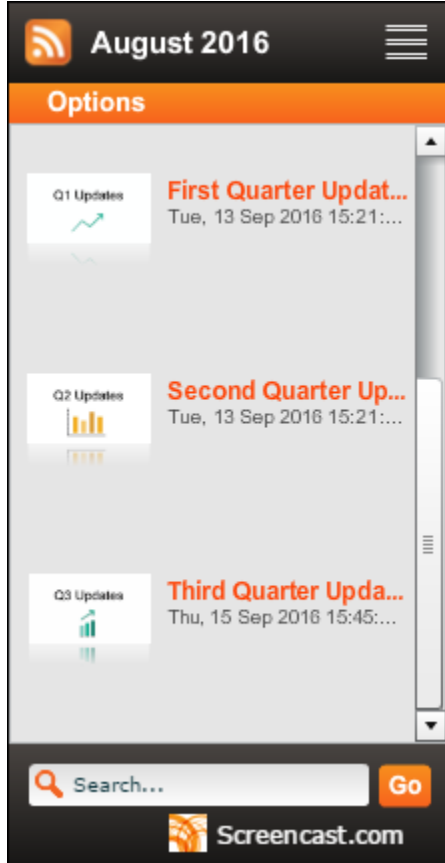 August 2016
Options
Q1 Updates
First Quarter Updat...
Tue, 13 Sep 2016 15:21:...
Q2 Updates
Second Quarter Up...
Tue, 13 Sep 2016 15:21:...
Q3 Updates
Third Quarter Upda...
Thu, 15 Sep 2016 15:45:...
Search...
Go
Screencast.com